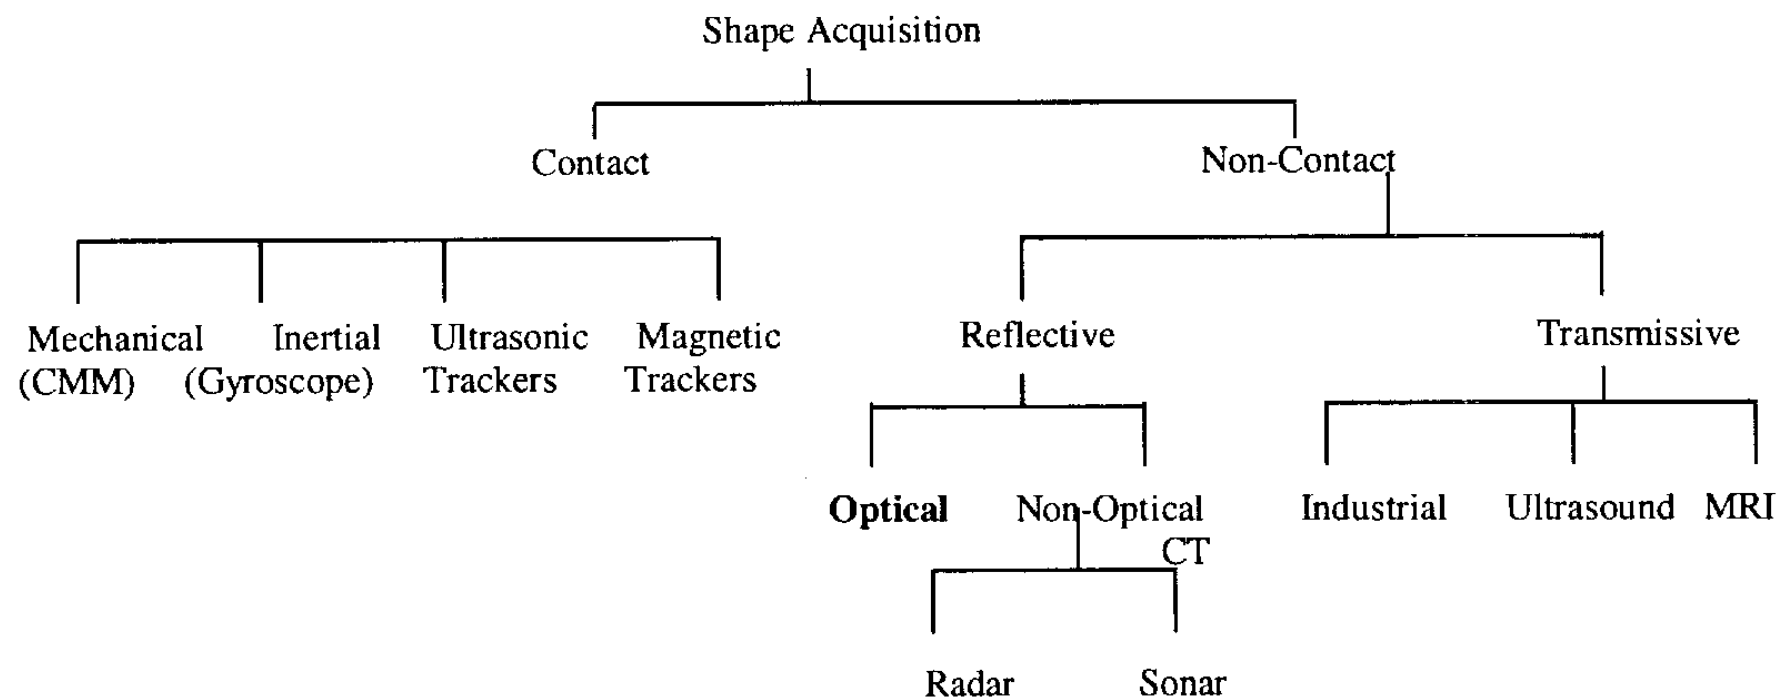 Shape Acquisition
Contact
Non-Contact
Mechanical
(CMM)
Inertial
(Gyroscope)
Ultrasonic
Trackers
Magnetic
Trackers
Reflective
Transmissive
Optical
Non-Optical
CT
Industrial
Ultrasound
MRI
Radar
Sonar